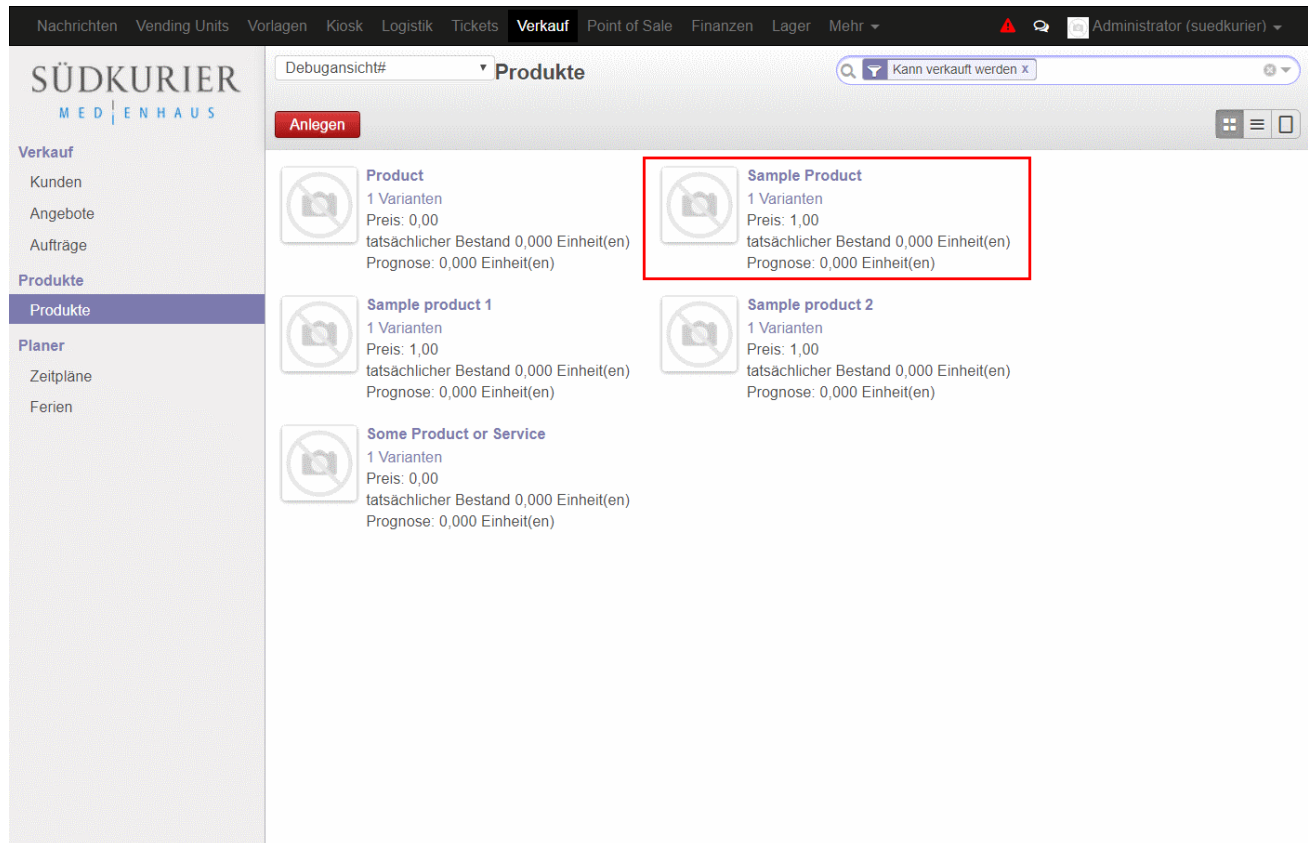 Nachrichten Vending Units Vorlagen Kiosk Logistik Tickets Verkauf Point of Sale Finanzen Lager Mehr Administrator (suedkurier)
SÜDKURIER
MEDIENHAUS
Debugansicht#
Produkte
Kann verkauft werden x
Anlegen
Verkauf
Kunden
Angebote
Aufträge
Produkte
Produkte
Planer
Zeitpläne
Ferien
Product
1 Varianten
Preis: 0,00
tatsächlicher Bestand 0,000 Einheit(en)
Prognose: 0,000 Einheit(en)
Sample Product
1 Varianten
Preis: 1,00
tatsächlicher Bestand 0,000 Einheit(en)
Prognose: 0,000 Einheit(en)
Sample product 1
1 Varianten
Preis: 1,00
tatsächlicher Bestand 0,000 Einheit(en)
Prognose: 0,000 Einheit(en)
Sample product 2
1 Varianten
Preis: 1,00
tatsächlicher Bestand 0,000 Einheit(en)
Prognose: 0,000 Einheit(en)
Some Product or Service
1 Varianten
Preis: 0,00
tatsächlicher Bestand 0,000 Einheit(en)
Prognose: 0,000 Einheit(en)